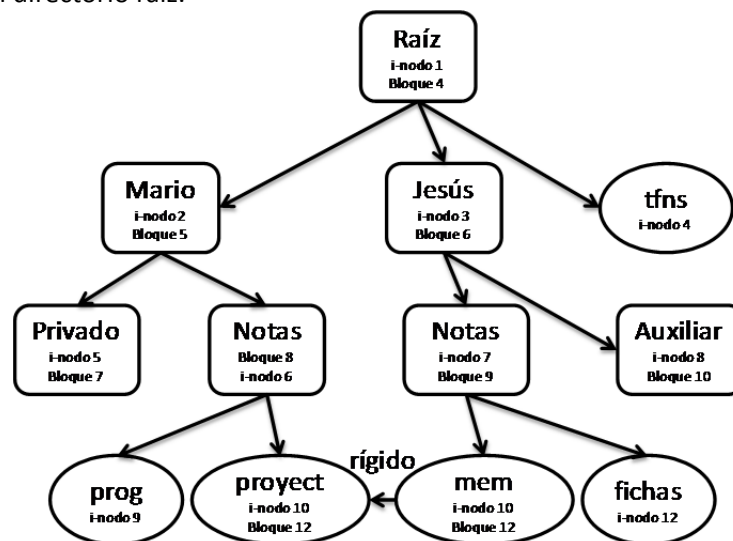 directorio raíz.
Raíz
i-nodo 1
Bloque 4
Mario
i-nodo 2
Bloque 5
Jesús
i-nodo 3
Bloque 6
tfns
i-nodo 4
Privado
i-nodo 5
Bloque 7
Notas
Bloque 8
i-nodo 6
Notas
i-nodo 7
Bloque 9
Auxiliar
i-nodo 8
Bloque 10
rígido
prog
i-nodo 9
proyect
i-nodo 10
Bloque 12
mem
i-nodo 10
Bloque 12
fichas
i-nodo 12